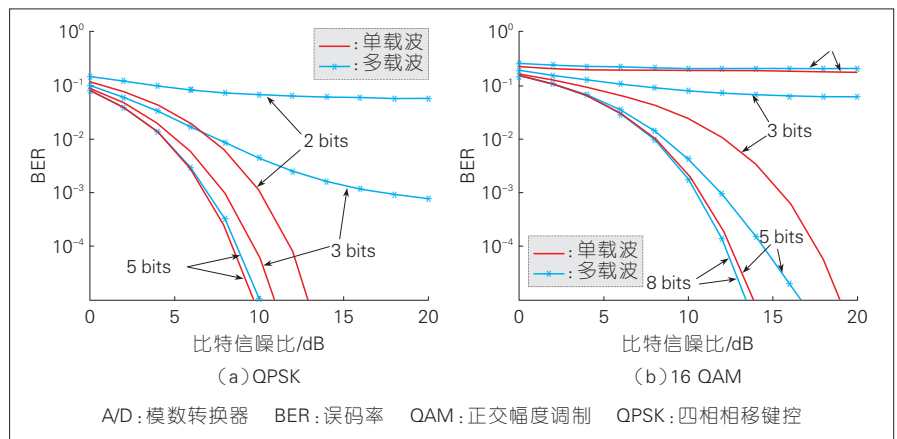 10^0
10^-1
10^-2
10^-3
10^-4
BER
: 单载波
: 多载波
2 bits
3 bits
5 bits
0 5 10 15 20
比特信噪比/dB
(a)QPSK
10^0
10^-1
10^-2
10^-3
10^-4
BER
3 bits
: 单载波
: 多载波
5 bits
8 bits
0 5 10 15 20
比特信噪比/dB
(b)16 QAM
A/D:模数转换器 BER:误码率 QAM:正交幅度调制 QPSK:四相相移键控